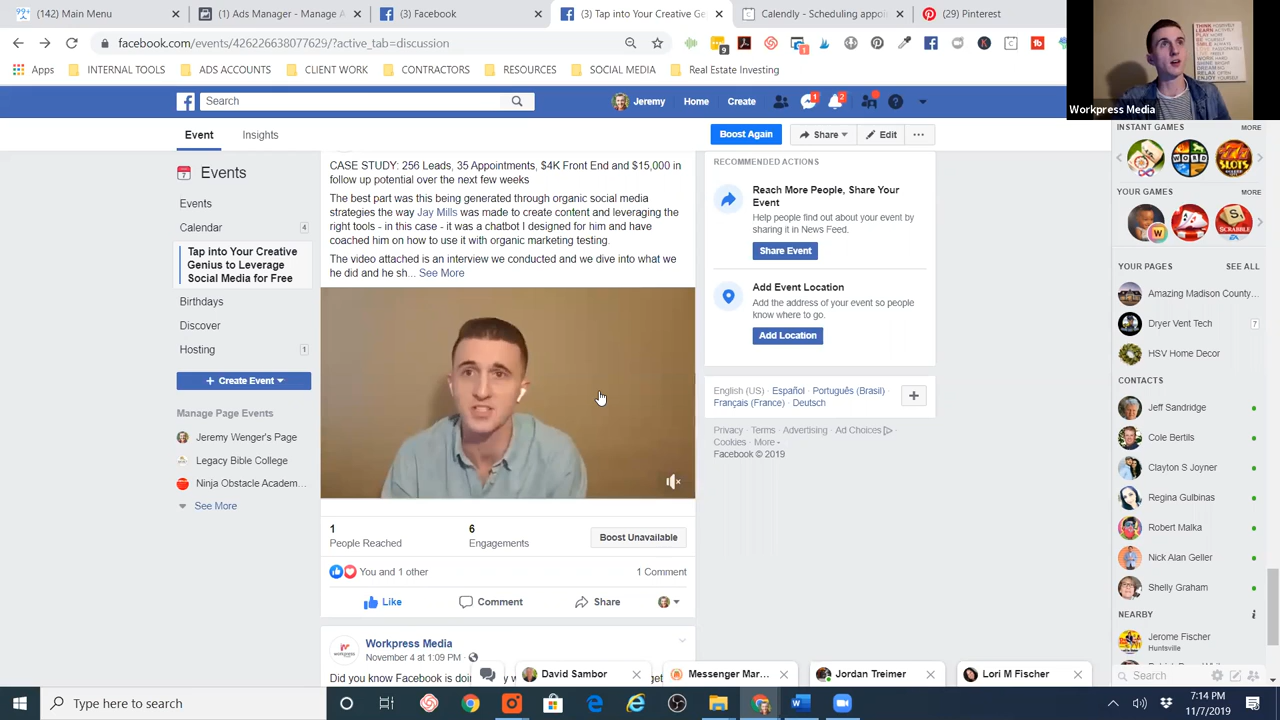 (142) Main
(1) Ads Manager - Manage A
(3) Facebook
(3) Tap into Your Creative Ge
Calendly - Scheduling appoi
(29) Pinterest
facebook.com/events/426226638077629/?active_tab=discussion
Apps
JOURNAL TOOLS
ADS ACCOUNTS
CLIENT WORK
CONTRIBUTORS
RESOURCES
SOCIAL MEDIA
Real Estate Investing
Workpress Media
Search
Jeremy
Home
Create
Event
Insights
Boost Again
Share
Edit
Events
Events
Calendar
4
Tap into Your Creative
Genius to Leverage
Social Media for Free
Birthdays
Discover
Hosting
1
+ Create Event
Manage Page Events
Jeremy Wenger's Page
Legacy Bible College
Ninja Obstacle Academ...
See More
CASE STUDY: 256 Leads, 35 Appointments, $4K Front End and $15,000 in
follow up potential over the next few weeks
The best part was this being generated through organic social media
strategies the way Jay Mills was made to create content and leveraging the
right tools - in this case - it was a chatbot I designed for him and have
coached him on how to use it with organic marketing testing.
The video attached is an interview we conducted and we dive into what we
he did and he sh... See More
1
People Reached
6
Engagements
Boost Unavailable
You and 1 other
1 Comment
Like
Comment
Share
Workpress Media
November 4 at 1:09 PM
RECOMMENDED ACTIONS
Reach More People, Share Your
Event
Help people find out about your event by
sharing it in News Feed.
Share Event
Add Event Location
Add the address of your event so people
know where to go.
Add Location
English (US) · Español · Português (Brasil) ·
Français (France) · Deutsch
Privacy · Terms · Advertising · Ad Choices ·
Cookies · More
Facebook © 2019
INSTANT GAMES
MORE
YOUR GAMES
MORE
YOUR PAGES
SEE ALL
Amazing Madison County...
Dryer Vent Tech
7
HSV Home Decor
CONTACTS
Jeff Sandridge
Cole Bertils
Clayton S Joyner
Regina Gulbinas
Robert Malka
Nick Alan Geller
Shelly Graham
NEARBY
Jerome Fischer
Huntsville
Search
David Sambor
Messenger Mar...
Jordan Treimer
Lori M Fischer
Type here to search
7:14 PM
11/7/2019